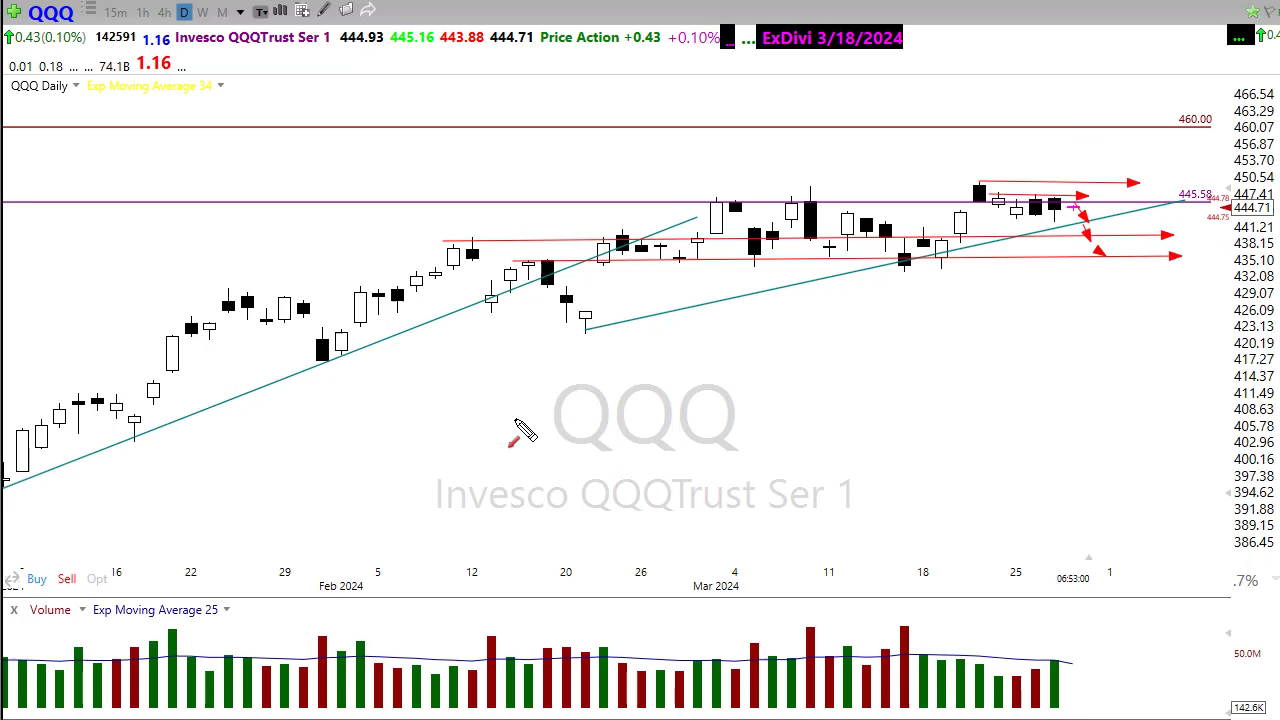 QQQ 15m 1h 4h D W M
0.43(0.10%) 142591 1.16 Invesco QQQTrust Ser 1 444.93 445.16 443.88 444.71 Price Action +0.43 +0.10% ... ExDivi 3/18/2024 ... 0.4
0.01 0.18 ... ... 74.1B 1.16 ...
QQQ Daily Exp Moving Average 34
466.54
463.29
460.00
460.07
456.87
453.70
450.54
445.58
447.41
444.78
444.71
444.75
441.21
438.15
435.10
432.08
429.07
426.09
423.13
420.19
417.27
414.37
411.49
408.63
405.78
402.96
400.16
397.38
394.62
391.88
389.15
386.45
QQQ
Invesco QQQTrust Ser 1
16 22 29 5 12 20 26 4 11 18 25 1
Buy Sell Opt
06:53:00
.7%
Feb 2024 Mar 2024
X Volume Exp Moving Average 25
50.0M
142.6K